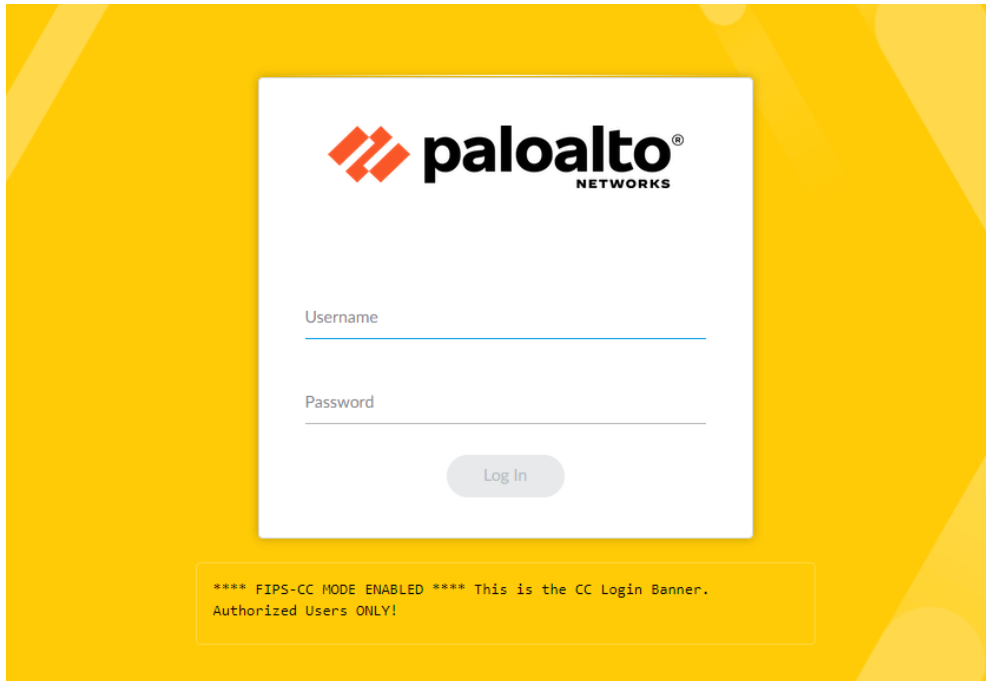 paloalto®
NETWORKS
Username
Password
Log In
**** FIPS-CC MODE ENABLED **** This is the CC Login Banner.
Authorized Users ONLY!